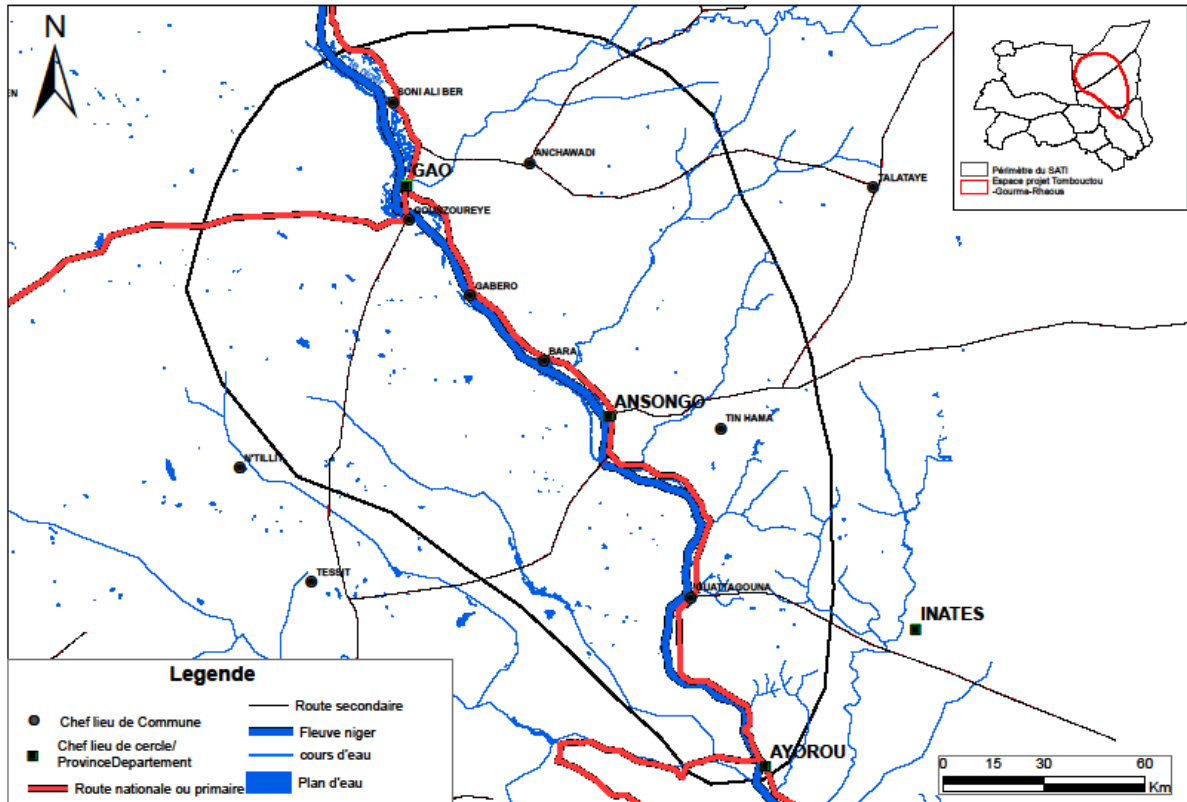 N
EN
SONI ALI BER
ANCHAWADI
GAO
TALATAYE
GOUNZOUREYE
GABERO
BARA
ANSONGO
TIN HAMA
N'TILLIT
TESSIT
OUATTAGOUNA
INATES
AYOROU
Périmètre du SATI
Espace projet Tombouctou
-Gourma-Rhaous
Legende
Chef lieu de Commune
Chef lieu de cercle/
ProvinceDepartement
Route nationale ou primaire
Route secondaire
Fleuve niger
cours d'eau
Plan d'eau
0 15 30 60
Km